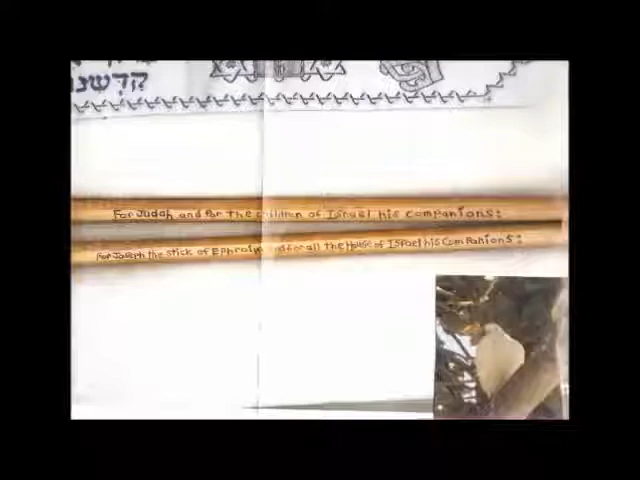 קדשנו
For Judah and for the children of Israel his companions:
For Joseph the stick of Ephraim and for all the House of Israel his Companions: